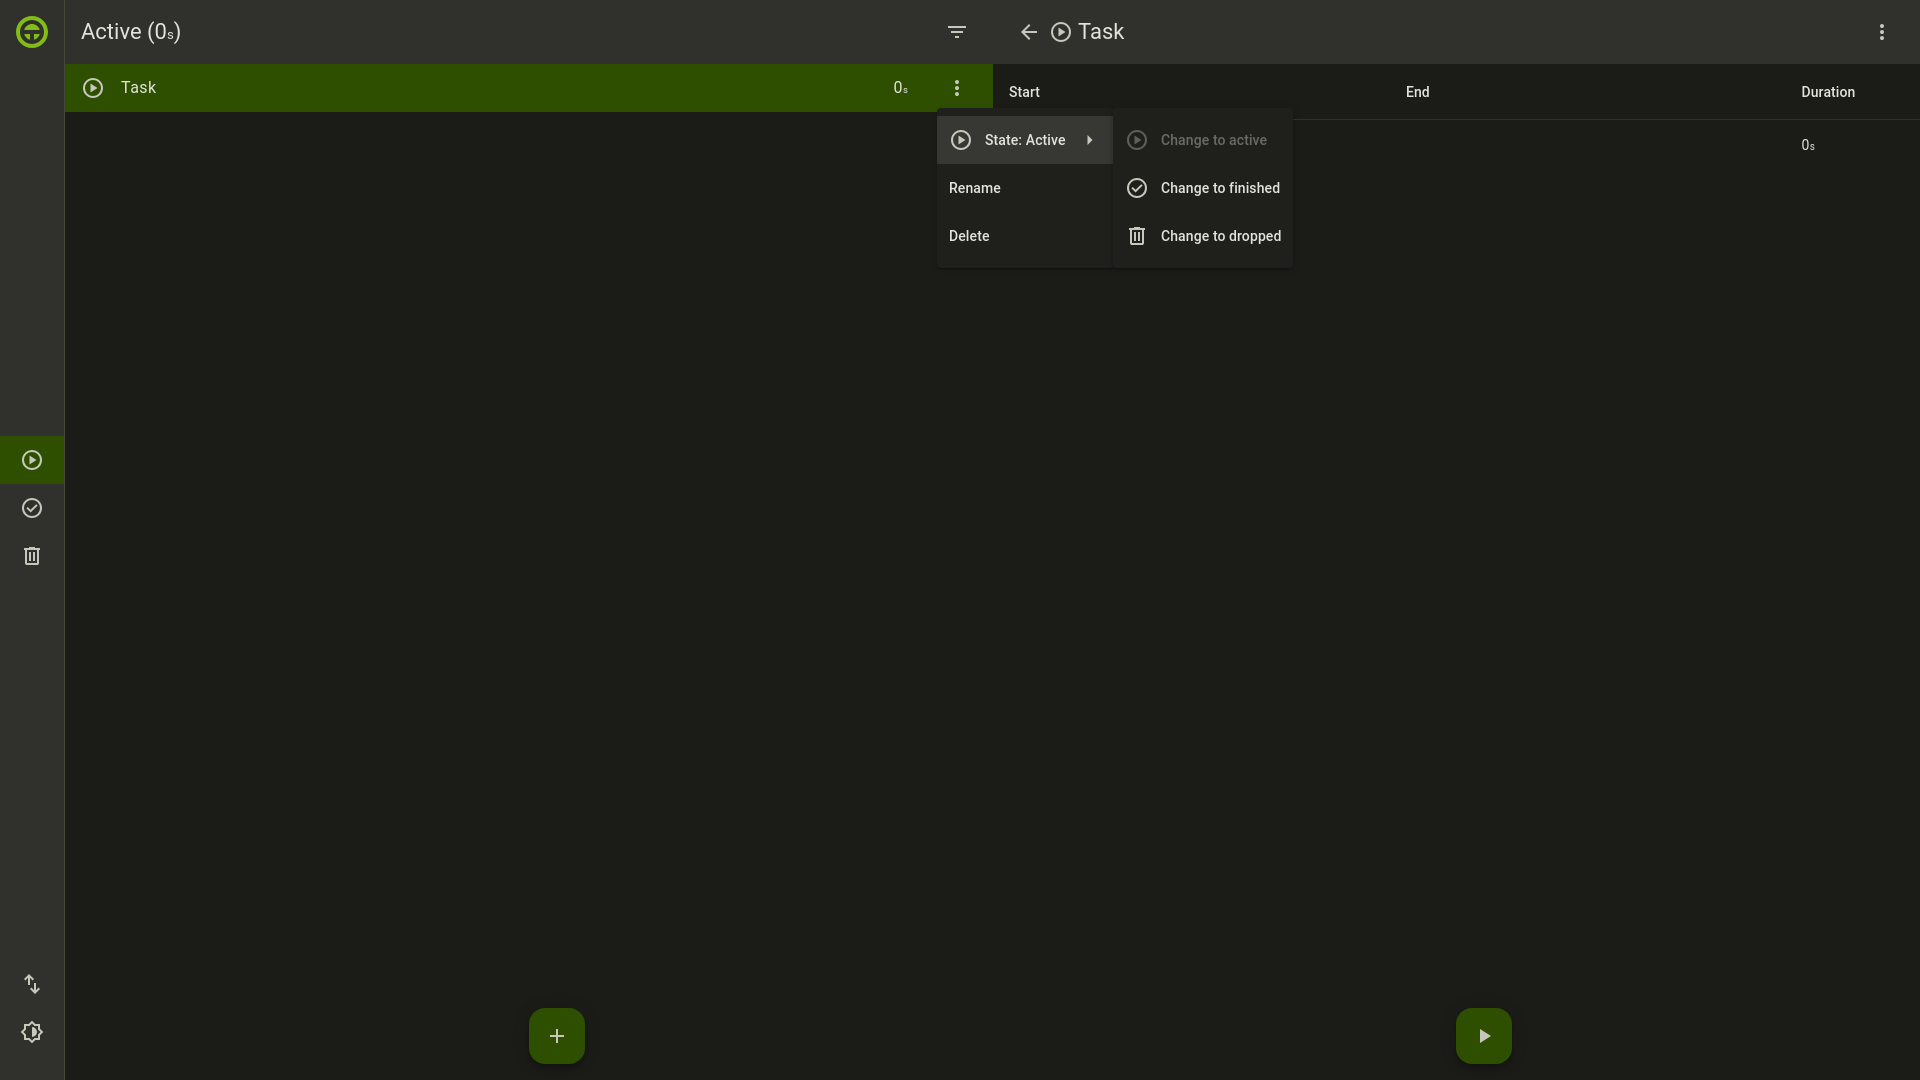 Active (0s)
Task
Task
0s
Start
End
Duration
State: Active
Change to active
0s
Rename
Change to finished
Delete
Change to dropped